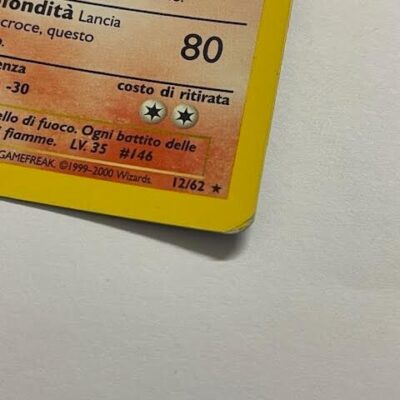 fondità Lancia
croce, questo
80
enza
costo di ritirata
-30
ello di fuoco. Ogni battito delle
fiamme. LV. 35 #146
GAMEFREAK. ©1999-2000 Wizards. 12/62 ★